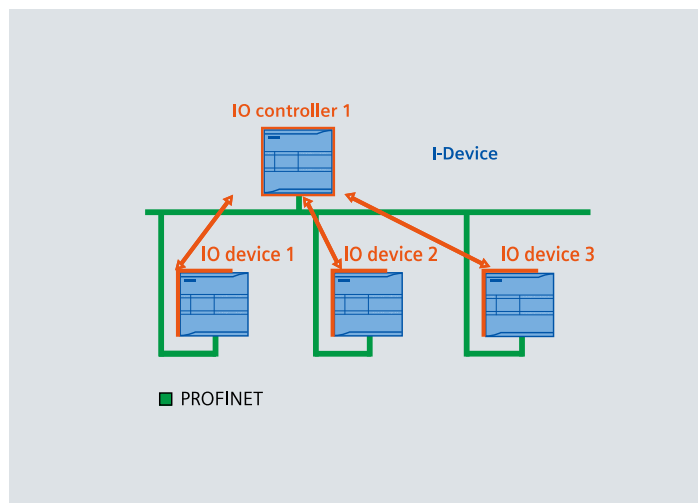 IO controller 1
I-Device
IO device 1
IO device 2
IO device 3
PROFINET